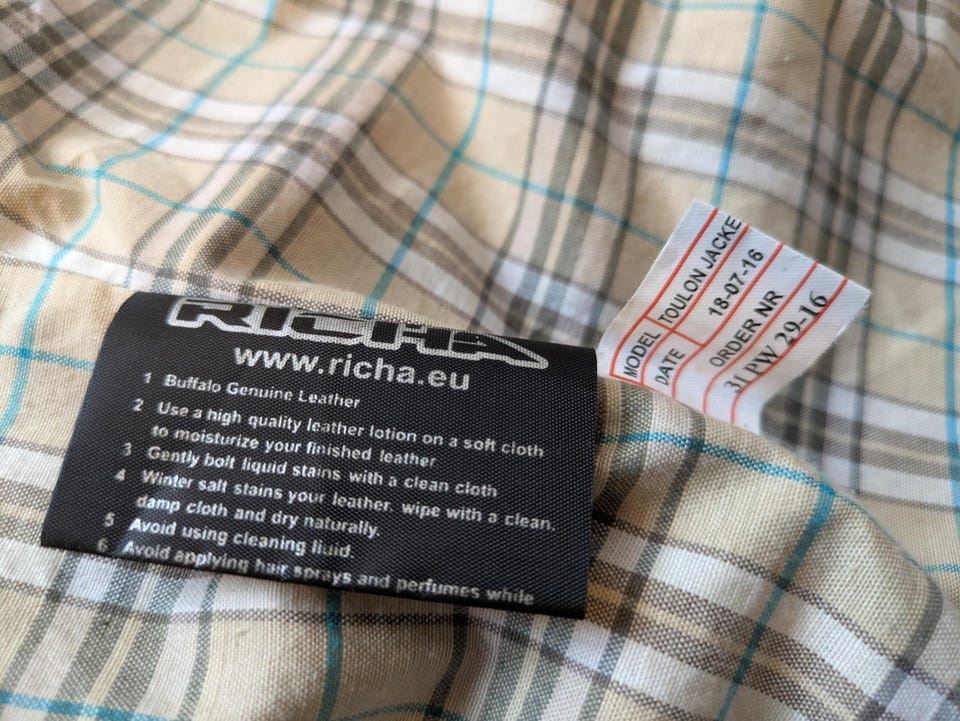 RICHA
www.richa.eu
1 Buffalo Genuine Leather
2 Use a high quality leather lotion on a soft cloth
to moisturize your finished leather
3 Gently bolt liquid stains with a clean cloth
4 Winter salt stains your leather. wipe with a clean,
damp cloth and dry naturally.
5 Avoid using cleaning liuid.
6 Avoid applying hair sprays and perfumes while
MODEL TOULON JACKE
DATE 18-07-16
ORDER NR
31PW 29-16